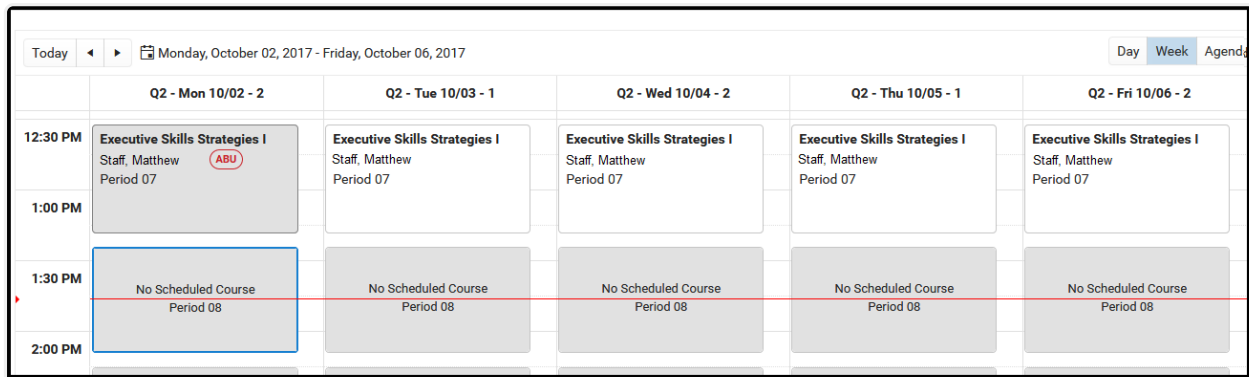 Today Monday, October 02, 2017 - Friday, October 06, 2017 Day Week Agenda
Q2 - Mon 10/02 - 2 Q2 - Tue 10/03 - 1 Q2 - Wed 10/04 - 2 Q2 - Thu 10/05 - 1 Q2 - Fri 10/06 - 2
12:30 PM
Executive Skills Strategies I
Staff, Matthew ABU
Period 07
Executive Skills Strategies I
Staff, Matthew
Period 07
Executive Skills Strategies I
Staff, Matthew
Period 07
Executive Skills Strategies I
Staff, Matthew
Period 07
Executive Skills Strategies I
Staff, Matthew
Period 07
1:00 PM
1:30 PM
No Scheduled Course
Period 08
No Scheduled Course
Period 08
No Scheduled Course
Period 08
No Scheduled Course
Period 08
No Scheduled Course
Period 08
2:00 PM